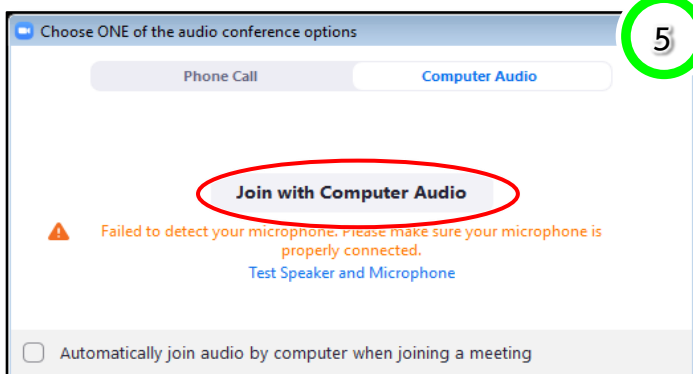 Choose ONE of the audio conference options
5
Phone Call
Computer Audio
Join with Computer Audio
Failed to detect your microphone. Please make sure your microphone is
properly connected.
Test Speaker and Microphone
Automatically join audio by computer when joining a meeting